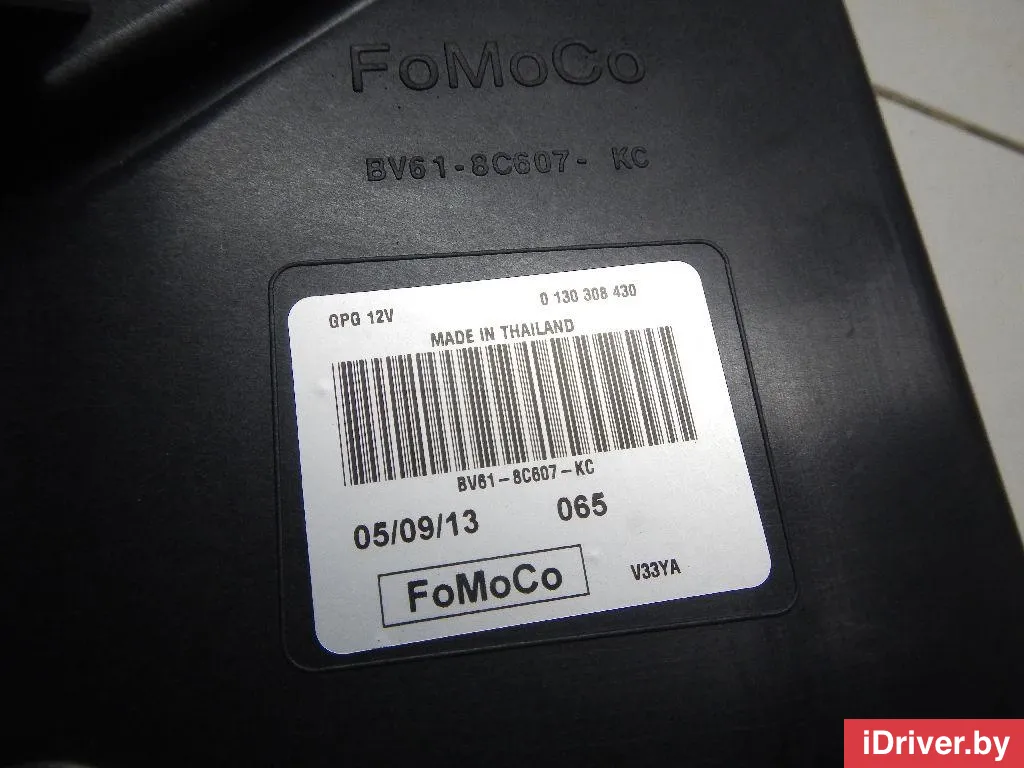 FoMoCo
BV61-8C607- KC
GPG 12V 0 130 308 430
MADE IN THAILAND
BV61-8C607-KC
05/09/13 065
FoMoCo V33YA
iDriver.by